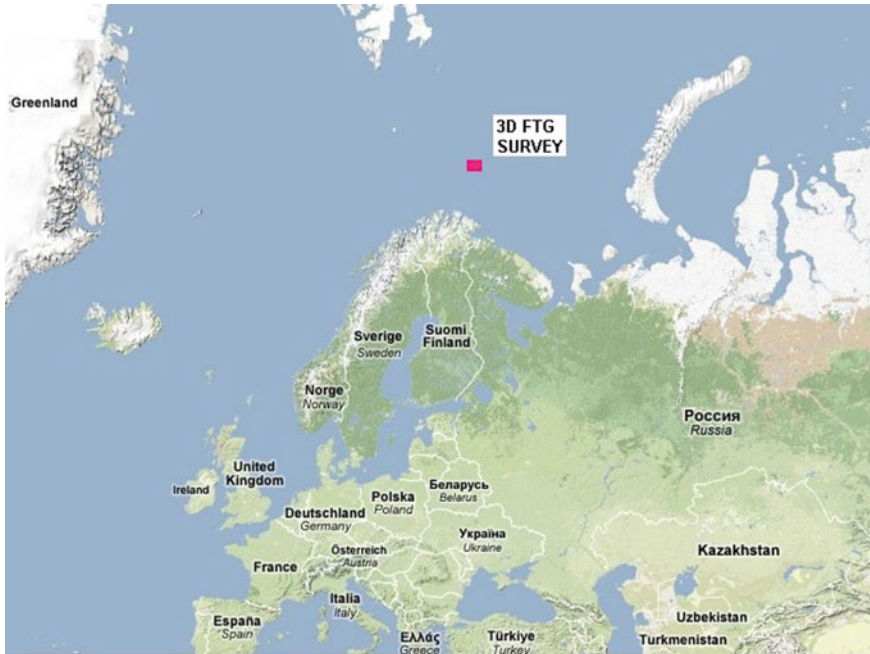 Greenland
3D FTG
SURVEY
Sverige
Sweden
Suomi
Finland
Norge
Norway
Россия
Russia
United
Kingdom
Ireland
Deutschland
Germany
Polska
Poland
Беларусь
Belarus
Україна
Ukraine
Österreich
Austria
France
Kazakhstan
Italia
Italy
España
Spain
Ελλάς
Greece
Türkiye
Turkey
Uzbekistan
Turkmenistan